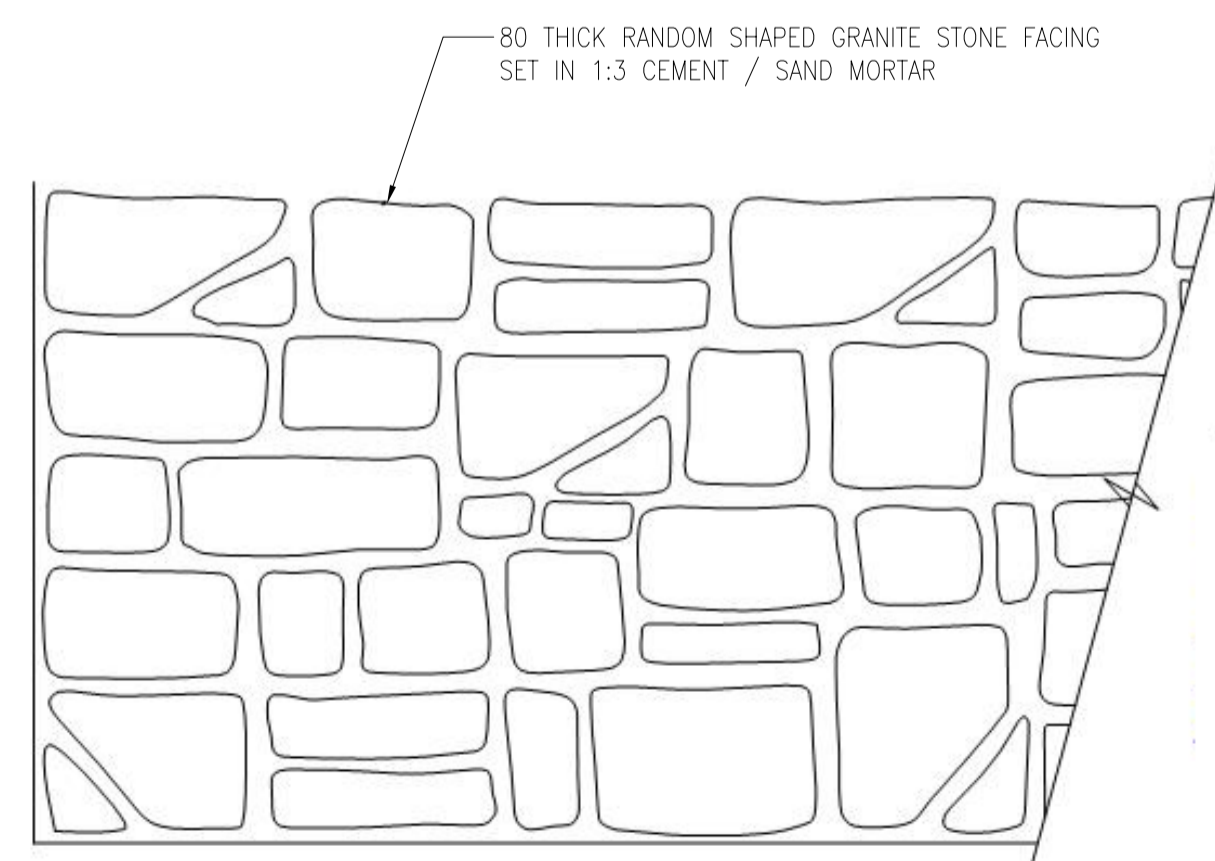 80 THICK RANDOM SHAPED GRANITE STONE FACING
SET IN 1:3 CEMENT / SAND MORTAR